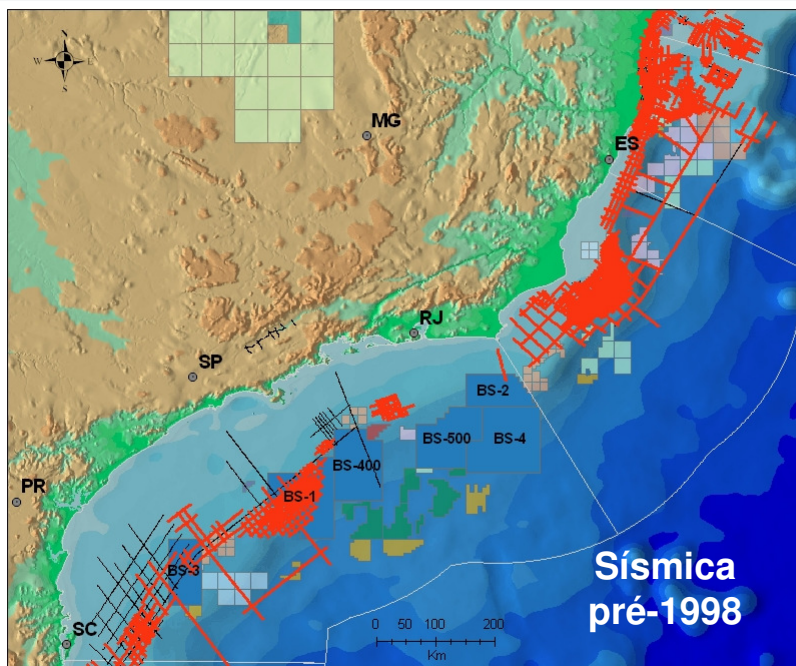 N
W E
S
MG
ES
RJ
SP
BS-2
BS-500
BS-4
BS-400
PR
BS-1
BS-3
Sísmica
pré-1998
SC
0 50 100 200
Km